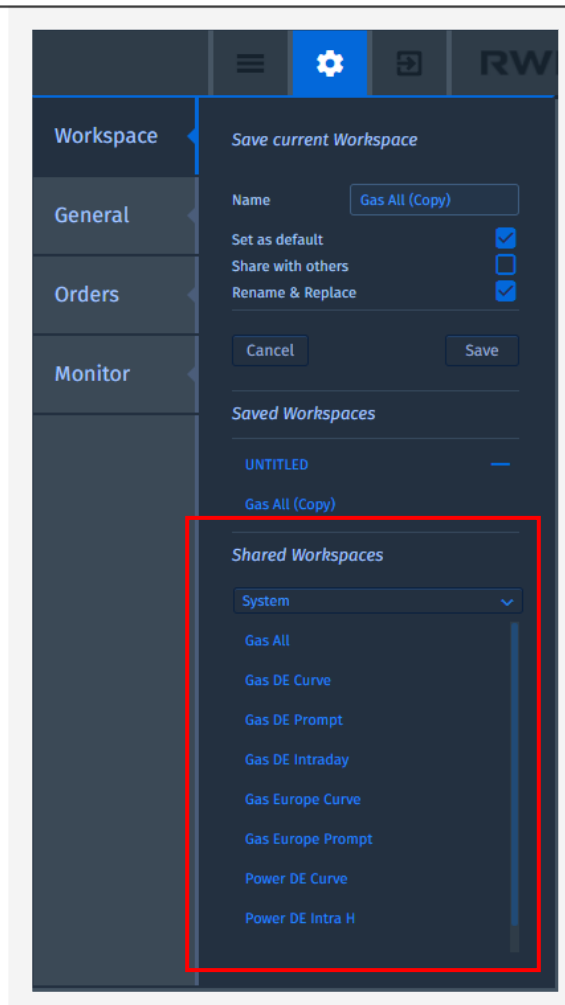 RW
Workspace
General
Orders
Monitor
Save current Workspace
Name Gas All (Copy)
Set as default
Share with others
Rename & Replace
Cancel Save
Saved Workspaces
UNTITLED
Gas All (Copy)
Shared Workspaces
System
Gas All
Gas DE Curve
Gas DE Prompt
Gas DE Intraday
Gas Europe Curve
Gas Europe Prompt
Power DE Curve
Power DE Intra H